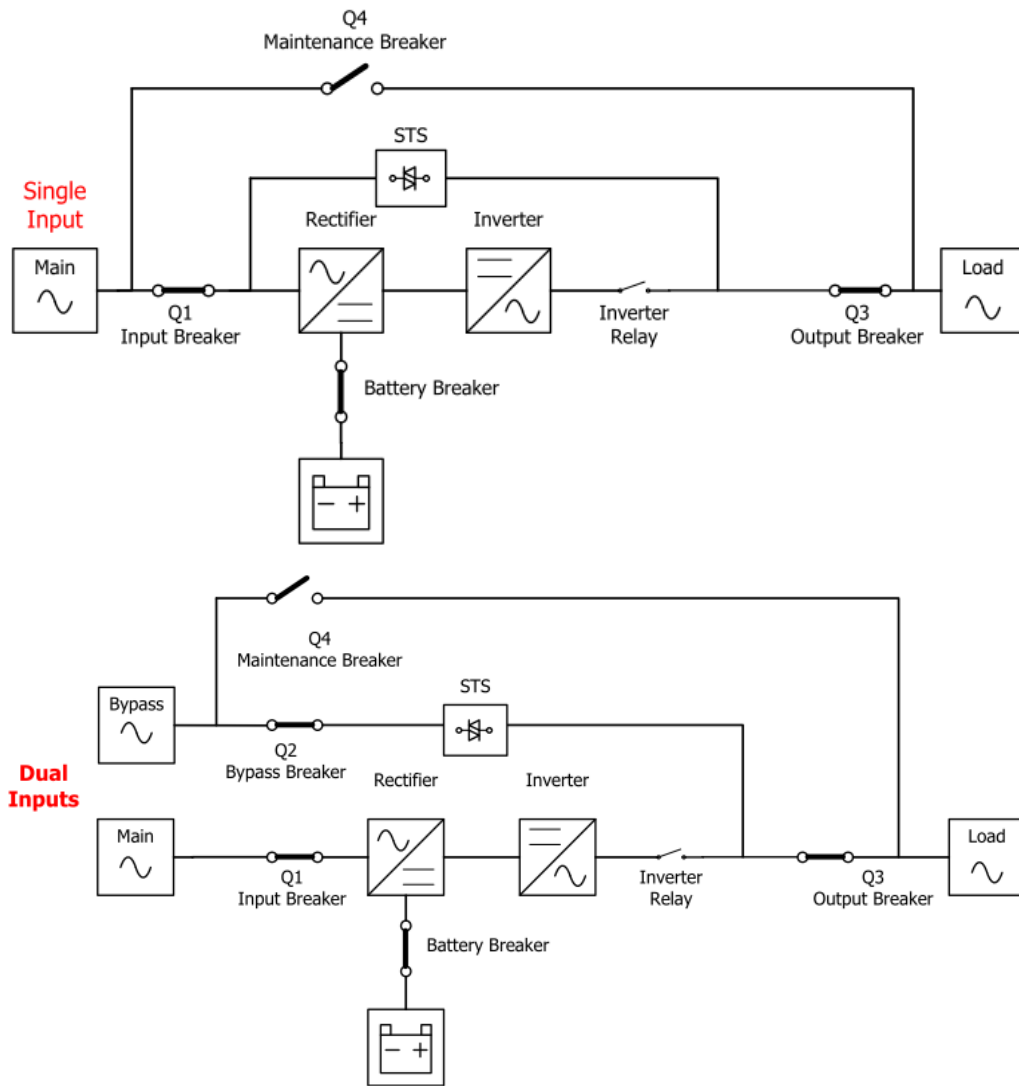 Q4
Maintenance Breaker
STS
Single
Input
Rectifier
Inverter
Main
Load
Q1
Input Breaker
Inverter
Relay
Q3
Output Breaker
Battery Breaker
− +
Q4
Maintenance Breaker
STS
Bypass
Q2
Bypass Breaker
Dual
Inputs
Rectifier
Inverter
Main
Load
Q1
Input Breaker
Inverter
Relay
Q3
Output Breaker
Battery Breaker
− +